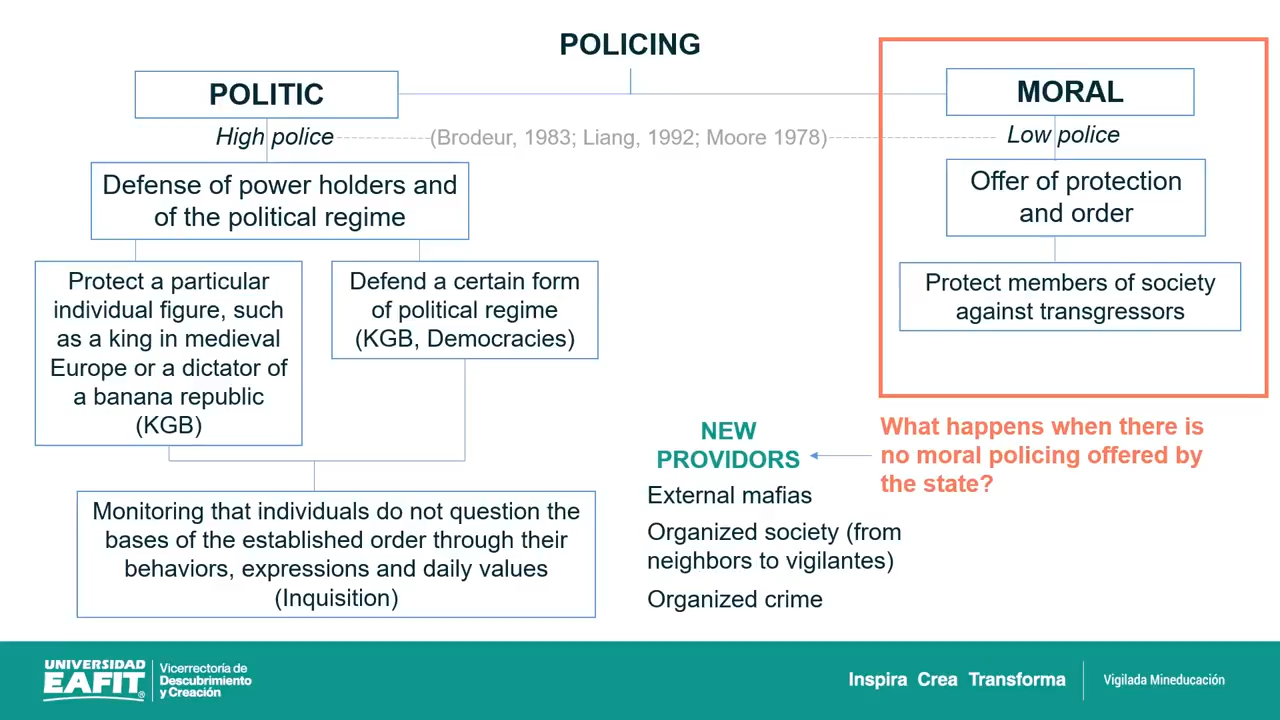 POLICING
POLITIC
High police
(Brodeur, 1983; Liang, 1992; Moore 1978)
Defense of power holders and
of the political regime
Protect a particular
individual figure, such
as a king in medieval
Europe or a dictator of
a banana republic
(KGB)
Defend a certain form
of political regime
(KGB, Democracies)
Monitoring that individuals do not question the
bases of the established order through their
behaviors, expressions and daily values
(Inquisition)
MORAL
Low police
Offer of protection
and order
Protect members of society
against transgressors
What happens when there is
no moral policing offered by
the state?
NEW
PROVIDORS
External mafias
Organized society (from
neighbors to vigilantes)
Organized crime
UNIVERSIDAD
EAFIT®
Vicerrectoría de
Descubrimiento
y Creación
Inspira Crea Transforma
Vigilada Mineducación